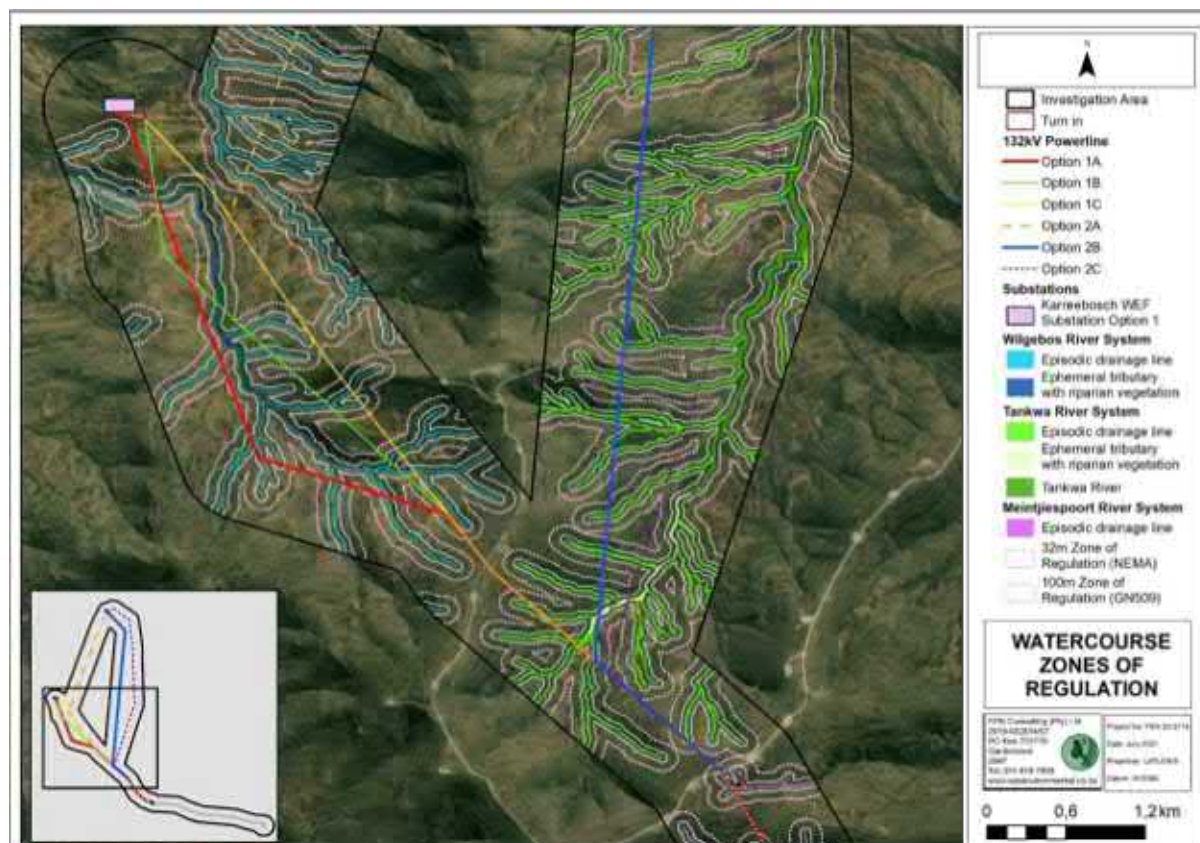 N
Investigation Area
Turn in
132kV Powerline
Option 1A
Option 1B
Option 1C
Option 2A
Option 2B
Option 2C
Substations
Karreebosch WEF
Substation Option 1
Wilgebos River System
Episodic drainage line
Ephemeral tributary
with riparian vegetation
Tankwa River System
Episodic drainage line
Ephemeral tributary
with riparian vegetation
Tankwa River
Meintjiespoort River System
Episodic drainage line
32m Zone of
Regulation (NEMA)
100m Zone of
Regulation (GN509)
WATERCOURSE
ZONES OF
REGULATION
0 0,6 1,2km